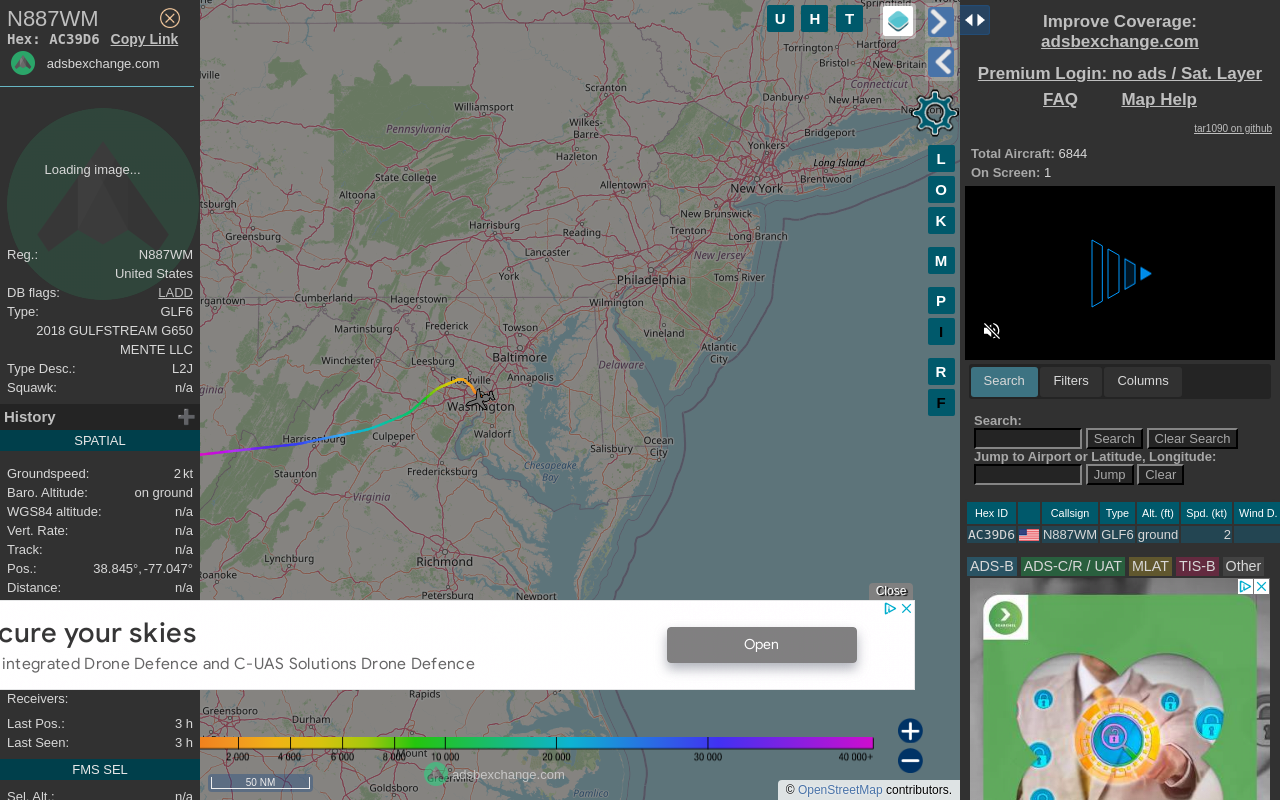 N887WM
Hex: AC39D6 Copy Link
adsbexchange.com
Loading image...
Reg.: N887WM
United States
DB flags: LADD
Type: GLF6
2018 GULFSTREAM G650
MENTE LLC
Type Desc.: L2J
Squawk: n/a
History
SPATIAL
Groundspeed: 2 kt
Baro. Altitude: on ground
WGS84 altitude: n/a
Vert. Rate: n/a
Track: n/a
Pos.: 38.845°, -77.047°
Distance: n/a
Receivers:
Last Pos.: 3 h
Last Seen: 3 h
FMS SEL
Sel. Alt.: n/a
U H T
Springfield
Torrington Hartford
Bristol New Britain
Connecticut
Scranton
Danbury New Haven
Williamsport
Wilkes-
Barre
Pennsylvania
Bridgeport
Yonkers
Hazleton
Long Island
State College
Brentwood
Allentown
New York
Altoona
New Brunswick
Harrisburg
Reading
Trenton
Long Branch
Greensburg
Lancaster
New Jersey
York
Philadelphia
Toms River
Cumberland
Hagerstown
Wilmington
Martinsburg
Frederick
Towson
Vineland
Atlantic
City
Winchester
Leesburg
Baltimore
Delaware
Annapolis
Washington
Harrisonburg
Culpeper
Waldorf
Salisbury
Ocean
City
Staunton
Fredericksburg
Chesapeake
Bay
Virginia
Lynchburg
Richmond
Roanoke
Petersburg
Newport
L
O
K
M
P
I
R
F
Close
cure your skies
integrated Drone Defence and C-UAS Solutions Drone Defence
Open
Rapids
Greensboro
Durham
2 000 4 000 6 000 8 000 10 000 20 000 30 000 40 000+
Greenville
adsbexchange.com
Goldsboro
Pamlico
50 NM
© OpenStreetMap contributors.
Improve Coverage:
adsbexchange.com
Premium Login: no ads / Sat. Layer
FAQ Map Help
tar1090 on github
Total Aircraft: 6844
On Screen: 1
Search Filters Columns
Search:
Search Clear Search
Jump to Airport or Latitude, Longitude:
Jump Clear
Hex ID Callsign Type Alt. (ft) Spd. (kt) Wind D.
AC39D6 N887WM GLF6 ground 2
ADS-B ADS-C/R / UAT MLAT TIS-B Other